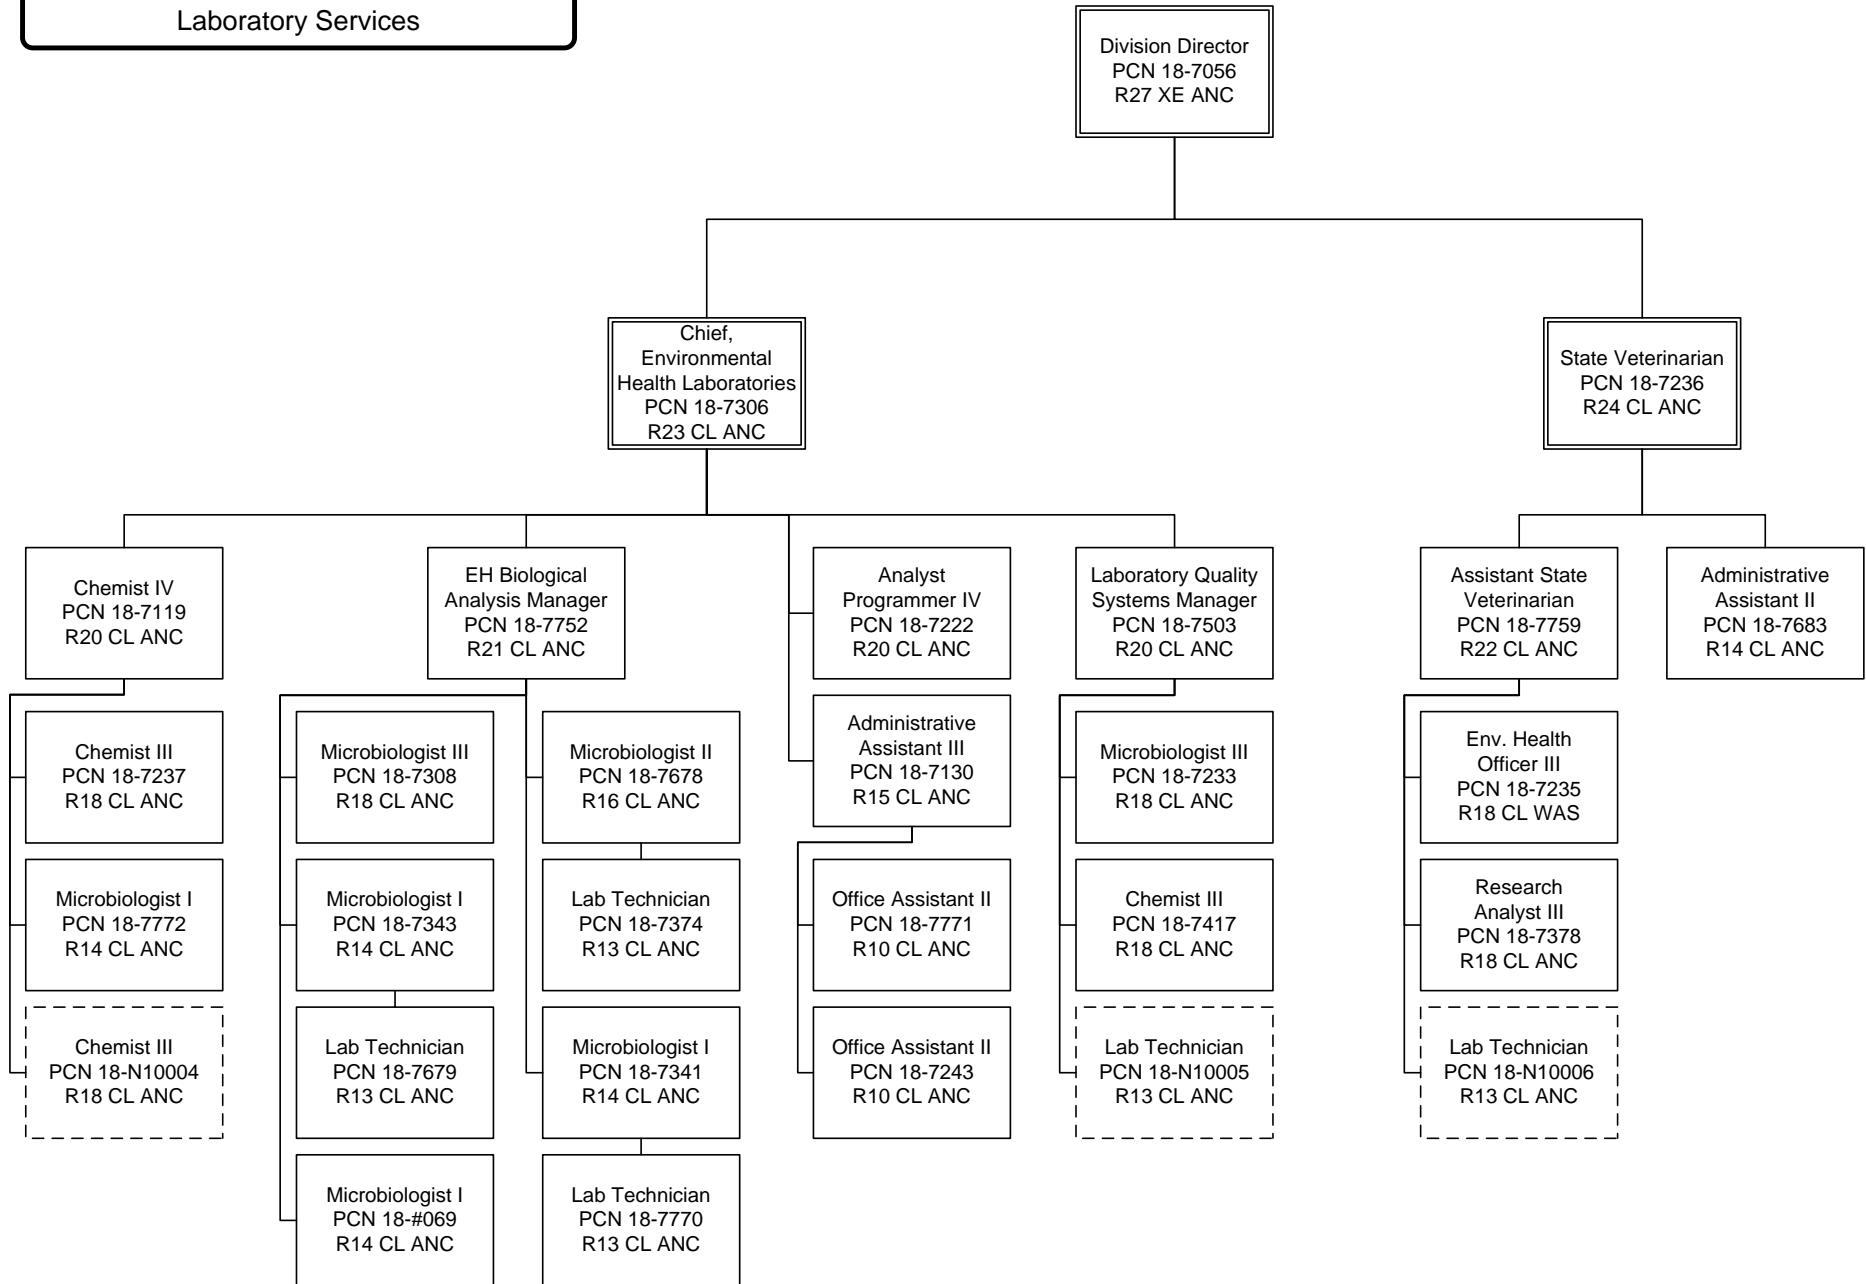 Laboratory Services
Division Director
PCN 18-7056
R27 XE ANC
Chief,
Environmental
Health Laboratories
PCN 18-7306
R23 CL ANC
State Veterinarian
PCN 18-7236
R24 CL ANC
Chemist IV
PCN 18-7119
R20 CL ANC
EH Biological
Analysis Manager
PCN 18-7752
R21 CL ANC
Analyst
Programmer IV
PCN 18-7222
R20 CL ANC
Laboratory Quality
Systems Manager
PCN 18-7503
R20 CL ANC
Assistant State
Veterinarian
PCN 18-7759
R22 CL ANC
Administrative
Assistant II
PCN 18-7683
R14 CL ANC
Chemist III
PCN 18-7237
R18 CL ANC
Microbiologist III
PCN 18-7308
R18 CL ANC
Microbiologist II
PCN 18-7678
R16 CL ANC
Administrative
Assistant III
PCN 18-7130
R15 CL ANC
Microbiologist III
PCN 18-7233
R18 CL ANC
Env. Health
Officer III
PCN 18-7235
R18 CL WAS
Microbiologist I
PCN 18-7772
R14 CL ANC
Microbiologist I
PCN 18-7343
R14 CL ANC
Lab Technician
PCN 18-7374
R13 CL ANC
Office Assistant II
PCN 18-7771
R10 CL ANC
Chemist III
PCN 18-7417
R18 CL ANC
Research
Analyst III
PCN 18-7378
R18 CL ANC
Chemist III
PCN 18-N10004
R18 CL ANC
Lab Technician
PCN 18-7679
R13 CL ANC
Microbiologist I
PCN 18-7341
R14 CL ANC
Office Assistant II
PCN 18-7243
R10 CL ANC
Lab Technician
PCN 18-N10005
R13 CL ANC
Lab Technician
PCN 18-N10006
R13 CL ANC
Microbiologist I
PCN 18-#069
R14 CL ANC
Lab Technician
PCN 18-7770
R13 CL ANC